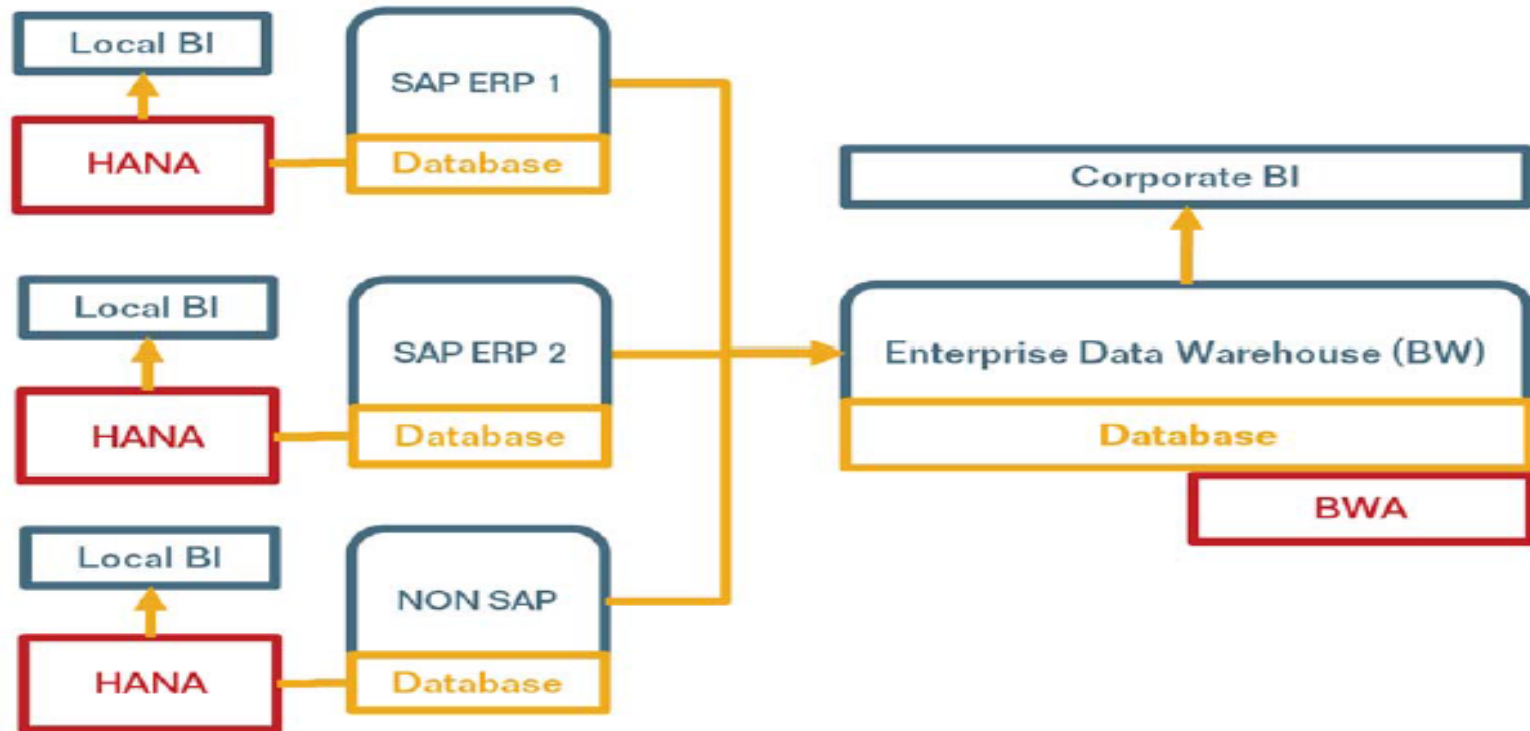 Local BI
HANA
SAP ERP 1
Database
Local BI
HANA
SAP ERP 2
Database
Local BI
HANA
NON SAP
Database
Corporate BI
Enterprise Data Warehouse (BW)
Database
BWA